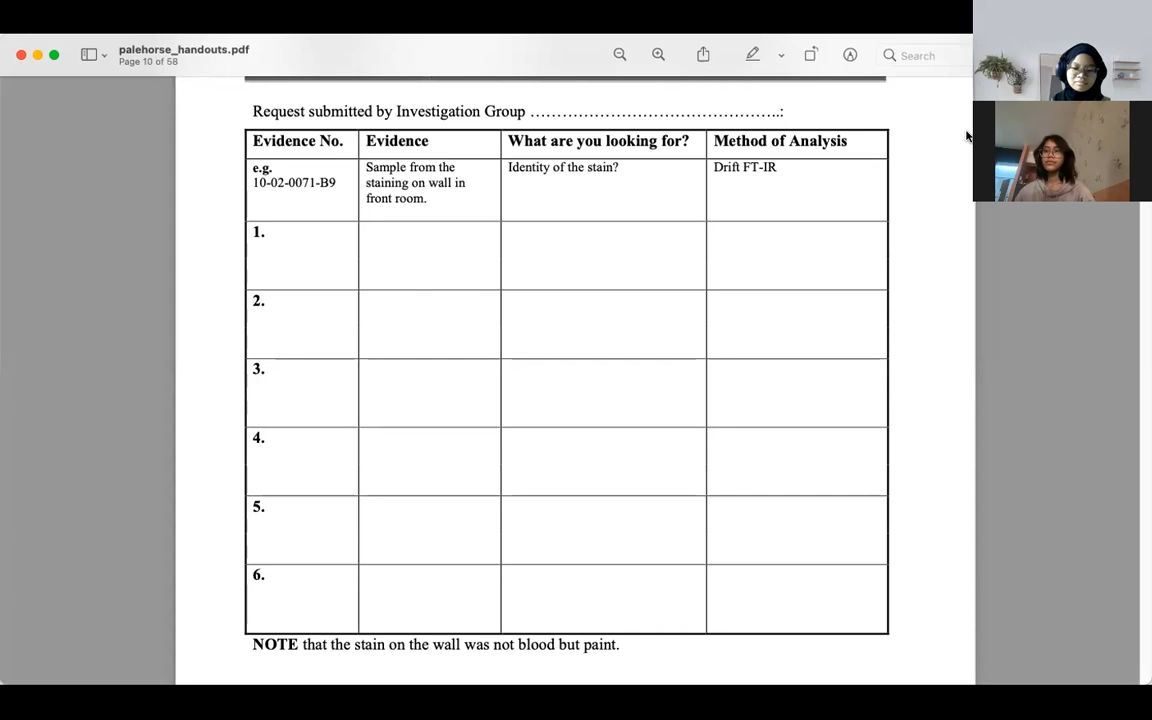 palehorse_handouts.pdf
Page 10 of 58
Search
Request submitted by Investigation Group …………………………………………..:
Evidence No. Evidence What are you looking for? Method of Analysis
e.g.
10-02-0071-B9
Sample from the
staining on wall in
front room.
Identity of the stain?
Drift FT-IR
1.
2.
3.
4.
5.
6.
NOTE that the stain on the wall was not blood but paint.